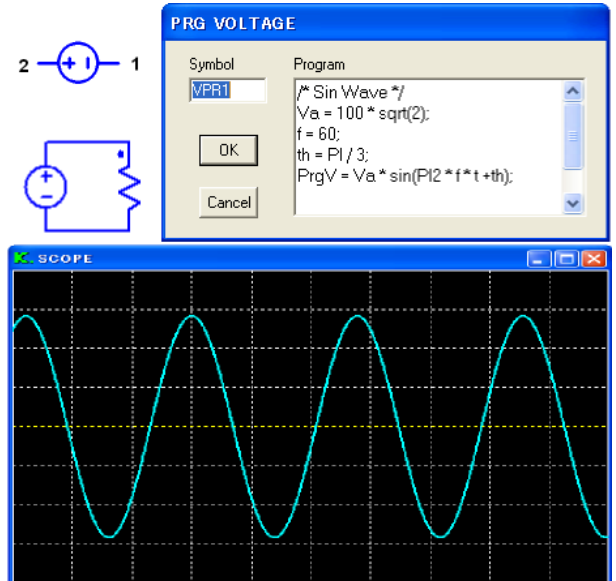 PRG VOLTAGE
2 + 1
Symbol Program
VPR1
/* Sin Wave */
Va = 100 * sqrt(2);
f = 60;
th = PI / 3;
PrgV = Va * sin(PI2 * f * t +th);
OK
Cancel
SCOPE